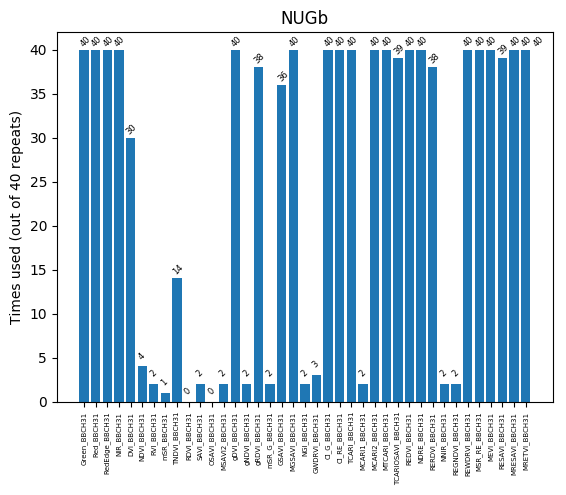 NUGb
Times used (out of 40 repeats)
40
35
30
25
20
15
10
5
0
40
40
40
40
30
4
2
1
14
0
2
0
2
40
2
38
2
36
40
2
3
40
40
40
2
40
40
39
40
40
38
2
2
40
40
40
39
40
40
40
Green_BBCH31
Red_BBCH31
RedEdge_BBCH31
NIR_BBCH31
DVI_BBCH31
NDVI_BBCH31
RVI_BBCH31
mSR_BBCH31
TNDVI_BBCH31
RDVI_BBCH31
SAVI_BBCH31
OSAVI_BBCH31
MSAVI2_BBCH31
gDVI_BBCH31
gNDVI_BBCH31
gRDVI_BBCH31
mSR_G_BBCH31
GSAVI_BBCH31
MGSAVI_BBCH31
NGI_BBCH31
GWDRVI_BBCH31
CI_G_BBCH31
CI_RE_BBCH31
TCARI_BBCH31
MCARI1_BBCH31
MCARI2_BBCH31
MTCARI_BBCH31
TCARIOSAVI_BBCH31
REDVI_BBCH31
NDRE_BBCH31
RERDVI_BBCH31
NNIR_BBCH31
REGNDVI_BBCH31
REWDRVI_BBCH31
MSR_RE_BBCH31
MEVI_BBCH31
RESAVI_BBCH31
MRESAVI_BBCH31
MRETVI_BBCH31